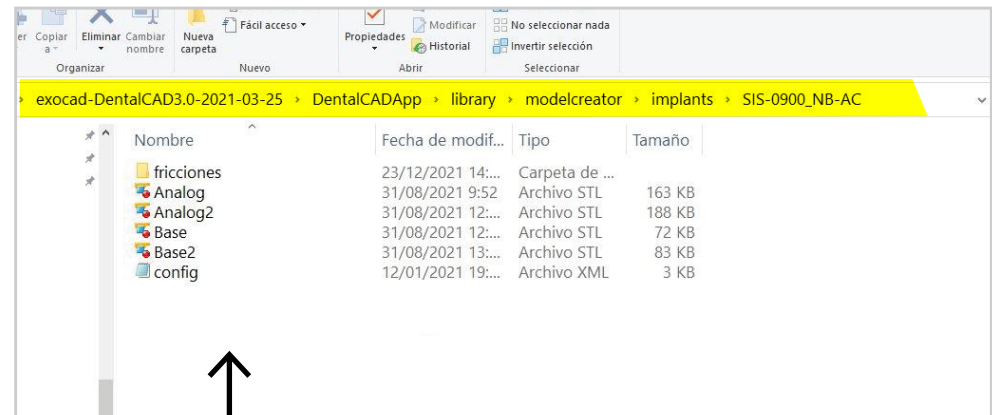 er Copiar Eliminar Cambiar Nueva Fácil acceso Propiedades Modificar No seleccionar nada
a nombre carpeta Historial Invertir selección
Organizar Nuevo Abrir Seleccionar
exocad-DentalCAD3.0-2021-03-25 › DentalCADApp › library › modelcreator › implants › SIS-0900_NB-AC
Nombre Fecha de modif... Tipo Tamaño
fricciones 23/12/2021 14:... Carpeta de ...
Analog 31/08/2021 9:52 Archivo STL 163 KB
Analog2 31/08/2021 12:... Archivo STL 188 KB
Base 31/08/2021 12:... Archivo STL 72 KB
Base2 31/08/2021 13:... Archivo STL 83 KB
config 12/01/2021 19:... Archivo XML 3 KB